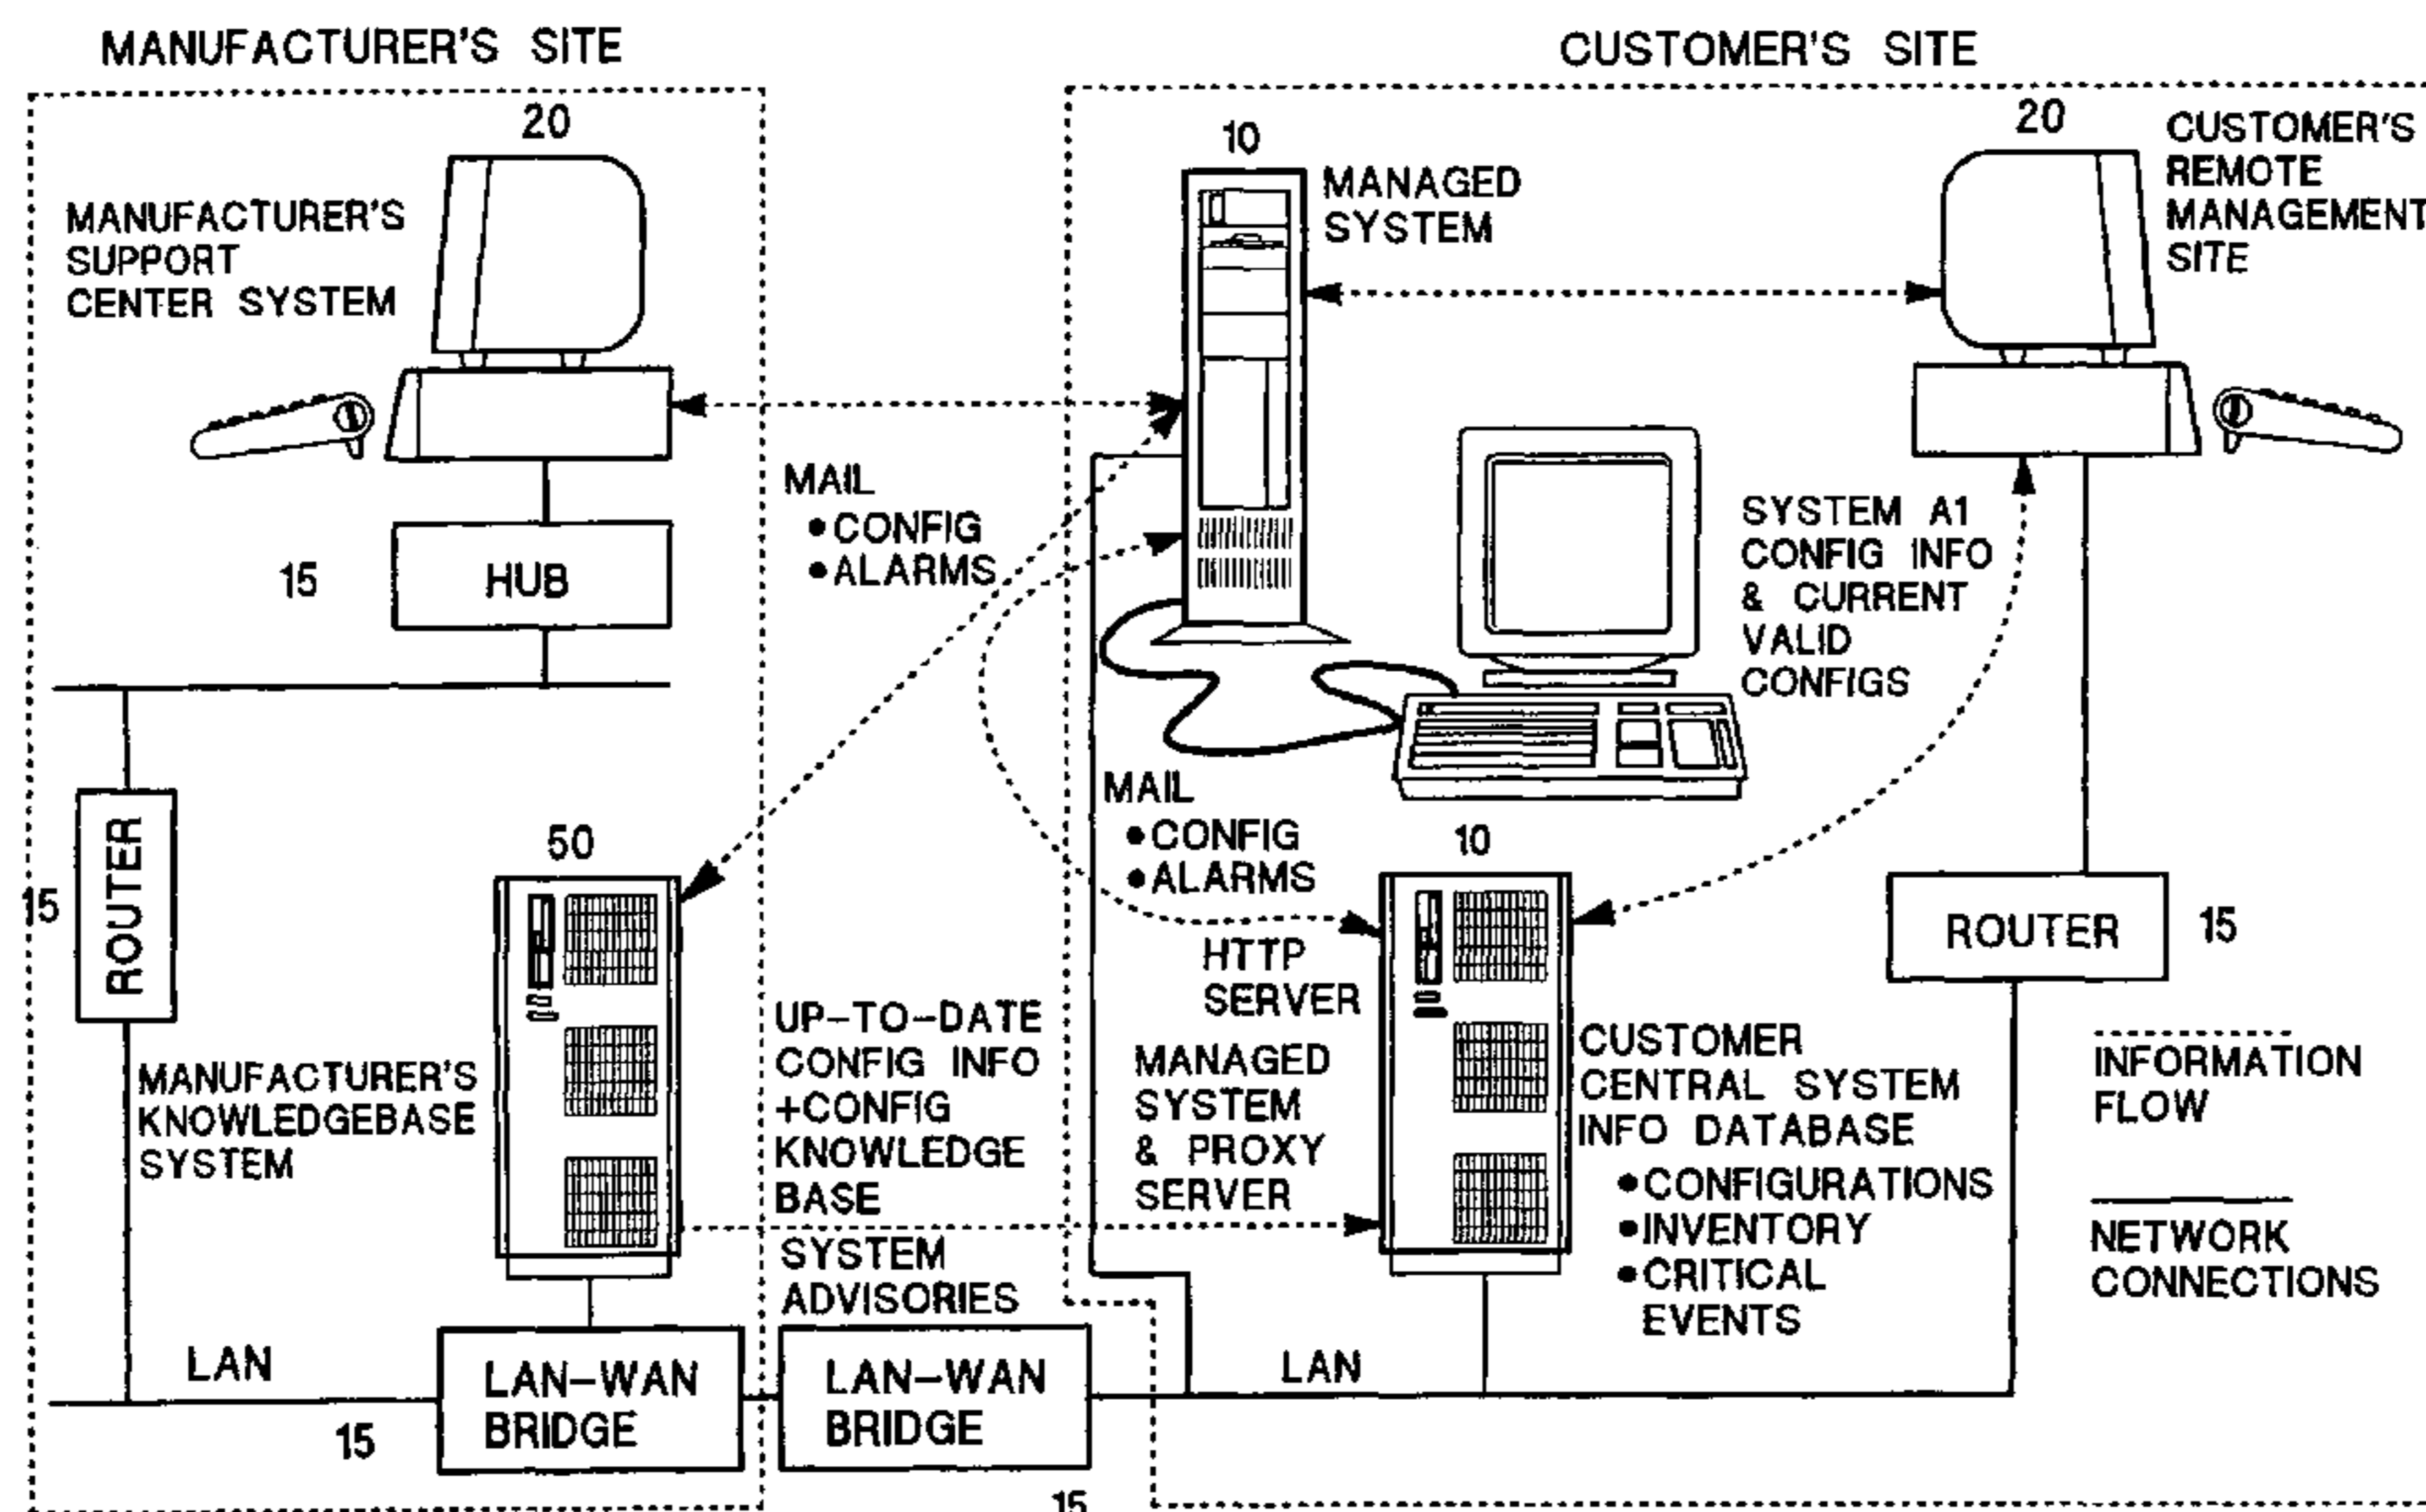 MANUFACTURER'S SITE
CUSTOMER'S SITE
20
MANUFACTURER'S
SUPPORT
CENTER SYSTEM
10
MANAGED
SYSTEM
20
CUSTOMER'S
REMOTE
MANAGEMENT
SITE
MAIL
•CONFIG
•ALARMS
15
HUB
SYSTEM A1
CONFIG INFO
& CURRENT
VALID
CONFIGS
MAIL
•CONFIG
•ALARMS
15
ROUTER
50
10
ROUTER
15
HTTP
SERVER
MANUFACTURER'S
KNOWLEDGEBASE
SYSTEM
UP-TO-DATE
CONFIG INFO
+CONFIG
KNOWLEDGE
BASE
SYSTEM
ADVISORIES
MANAGED
SYSTEM
& PROXY
SERVER
CUSTOMER
CENTRAL SYSTEM
INFO DATABASE
•CONFIGURATIONS
•INVENTORY
•CRITICAL
EVENTS
INFORMATION
FLOW
NETWORK
CONNECTIONS
LAN
15
LAN-WAN
BRIDGE
LAN-WAN
BRIDGE
15
LAN